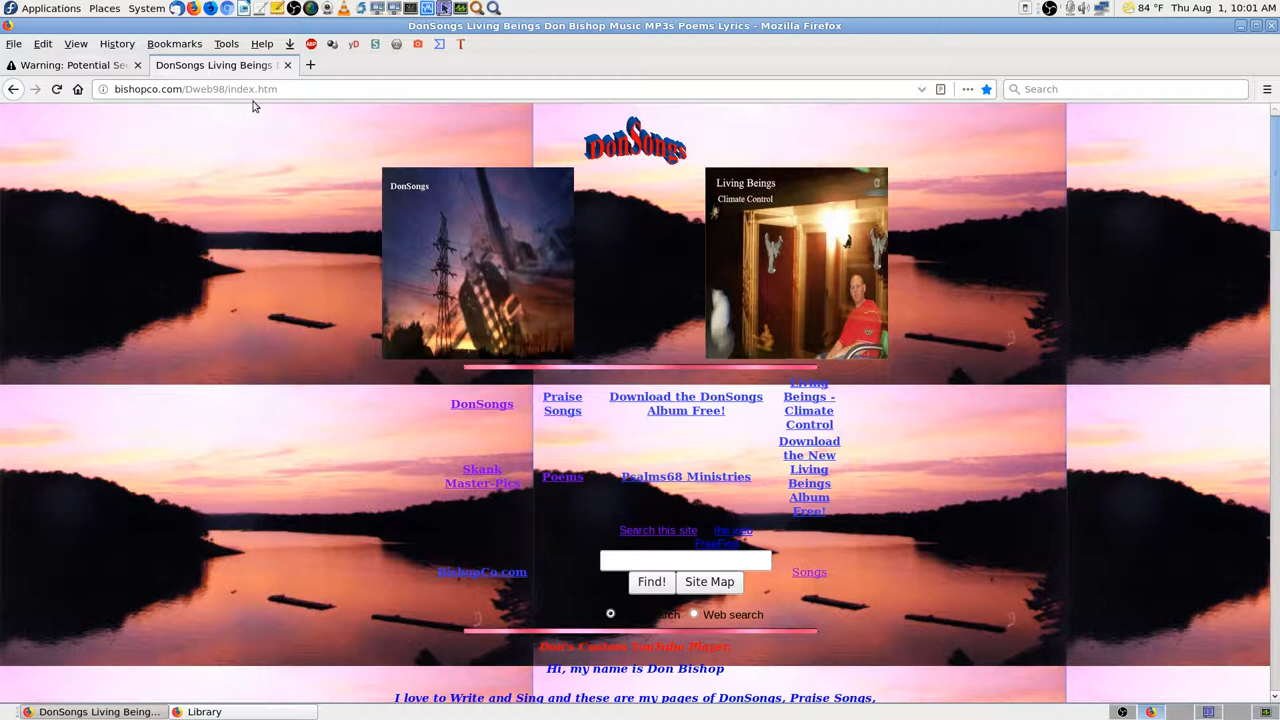 Applications Places System 84 °F Thu Aug 1, 10:01 AM
DonSongs Living Beings Don Bishop Music MP3s Poems Lyrics - Mozilla Firefox
File Edit View History Bookmarks Tools Help
Warning: Potential Se DonSongs Living Beings
bishopco.com/Dweb98/index.htm Search
DonSongs
DonSongs
Living Beings
Climate Control
DonSongs
Praise
Songs
Download the DonSongs
Album Free!
Living
Beings -
Climate
Control
Skank
Master-Pics
Poems
Psalms68 Ministries
Download
the New
Living
Beings
Album
Free!
Search this site the web
FreeFind
BishopCo.com
Find! Site Map
Songs
Web search
Don's Custom YouTube Player.
Hi, my name is Don Bishop
I love to Write and Sing and these are my pages of DonSongs, Praise Songs,
DonSongs Living Being... Library